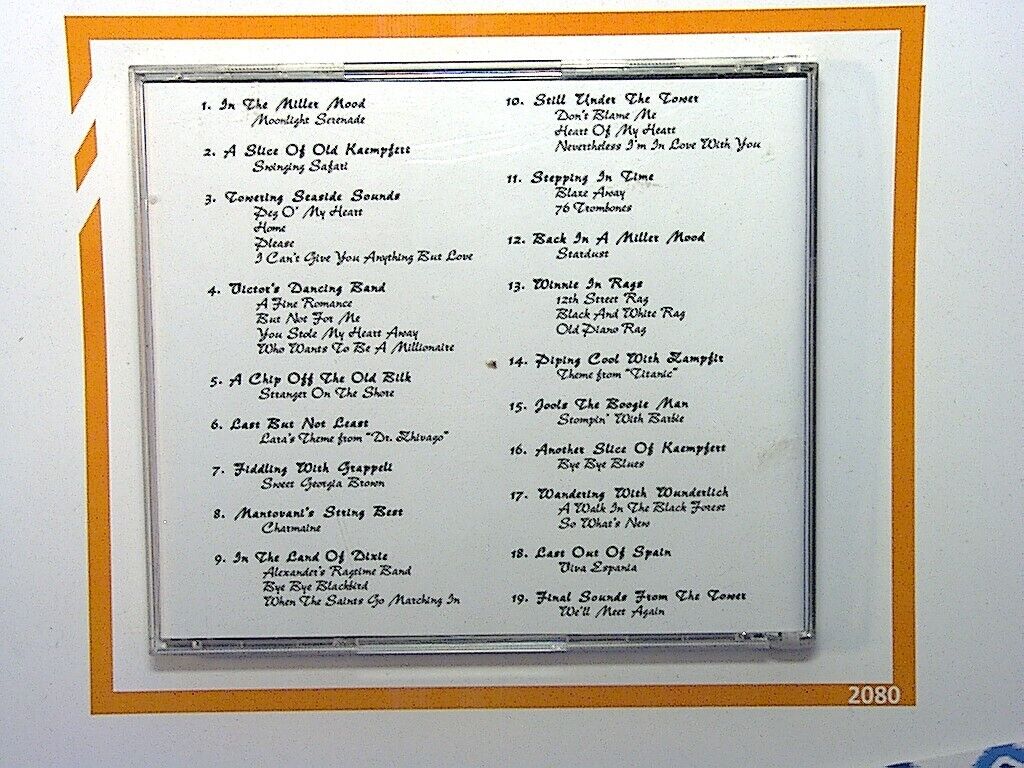 1. In The Miller Mood
Moonlight Serenade
2. A Slice Of Old Kaempfert
Swinging Safari
3. Towering Seaside Sounds
Peg O' My Heart
Home
Please
I Can't Give You Anything But Love
4. Victor's Dancing Band
A Fine Romance
But Not For Me
You Stole My Heart Away
Who Wants To Be A Millionaire
5. A Chip Off The Old Bilk
Stranger On The Shore
6. Last But Not Least
Lara's Theme from "Dr. Zhivago"
7. Fiddling With Grappeli
Sweet Georgia Brown
8. Mantovani's String Best
Charmaine
9. In The Land Of Dixie
Alexander's Ragtime Band
Bye Bye Blackbird
When The Saints Go Marching In
10. Still Under The Tower
Don't Blame Me
Heart Of My Heart
Nevertheless I'm In Love With You
11. Stepping In Time
Blaze Away
76 Trombones
12. Back In A Miller Mood
Stardust
13. Winnie In Rags
12th Street Rag
Black And White Rag
Old Piano Rag
14. Piping Cool With Zampfir
Theme from "Titanic"
15. Jools The Boogie Man
Stompin' With Barbie
16. Another Slice Of Kaempfert
Bye Bye Blues
17. Wandering With Wunderlich
A Walk In The Black Forest
So What's New
18. Last Out Of Spain
Viva Espania
19. Final Sounds From The Tower
We'll Meet Again
2080